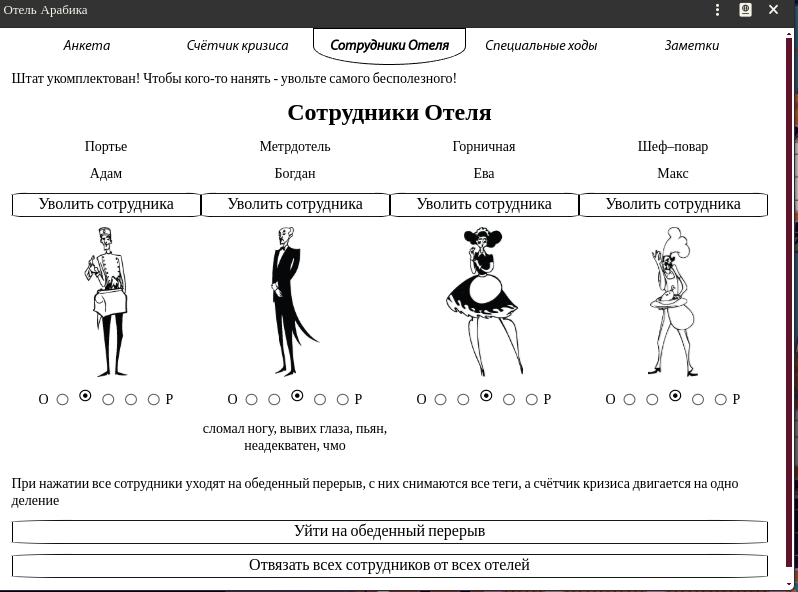 Отель Арабика
Анкета Счётчик кризиса Сотрудники Отеля Специальные ходы Заметки
Штат укомплектован! Чтобы кого-то нанять - увольте самого бесполезного!
Сотрудники Отеля
Портье Метрдотель Горничная Шеф–повар
Адам Богдан Ева Макс
Уволить сотрудника Уволить сотрудника Уволить сотрудника Уволить сотрудника
О Р О Р О Р О Р
сломал ногу, вывих глаза, пьян,
неадекватен, чмо
При нажатии все сотрудники уходят на обеденный перерыв, с них снимаются все теги, а счётчик кризиса двигается на одно
деление
Уйти на обеденный перерыв
Отвязать всех сотрудников от всех отелей